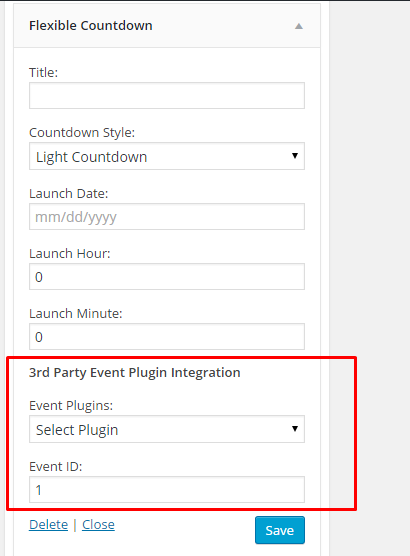 Flexible Countdown
Title:
Countdown Style:
Light Countdown
Launch Date:
mm/dd/yyyy
Launch Hour:
0
Launch Minute:
0
3rd Party Event Plugin Integration
Event Plugins:
Select Plugin
Event ID:
1
Delete | Close
Save